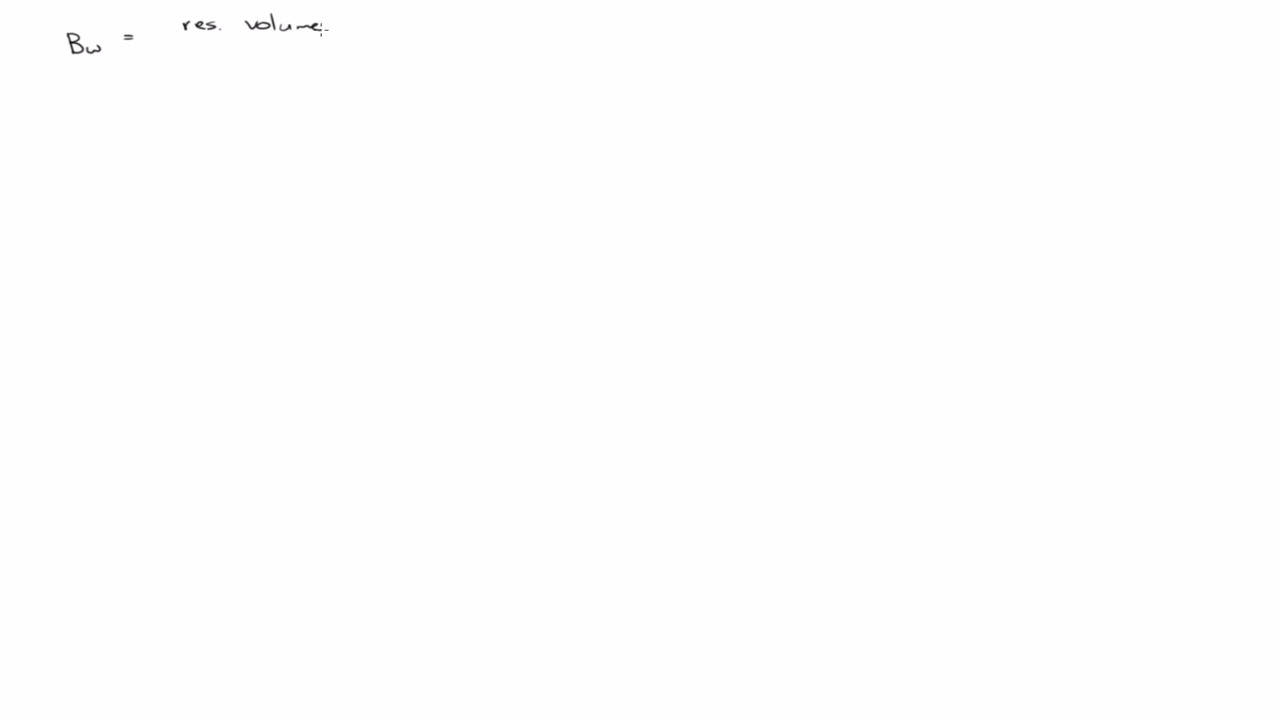 Bw = res. volume